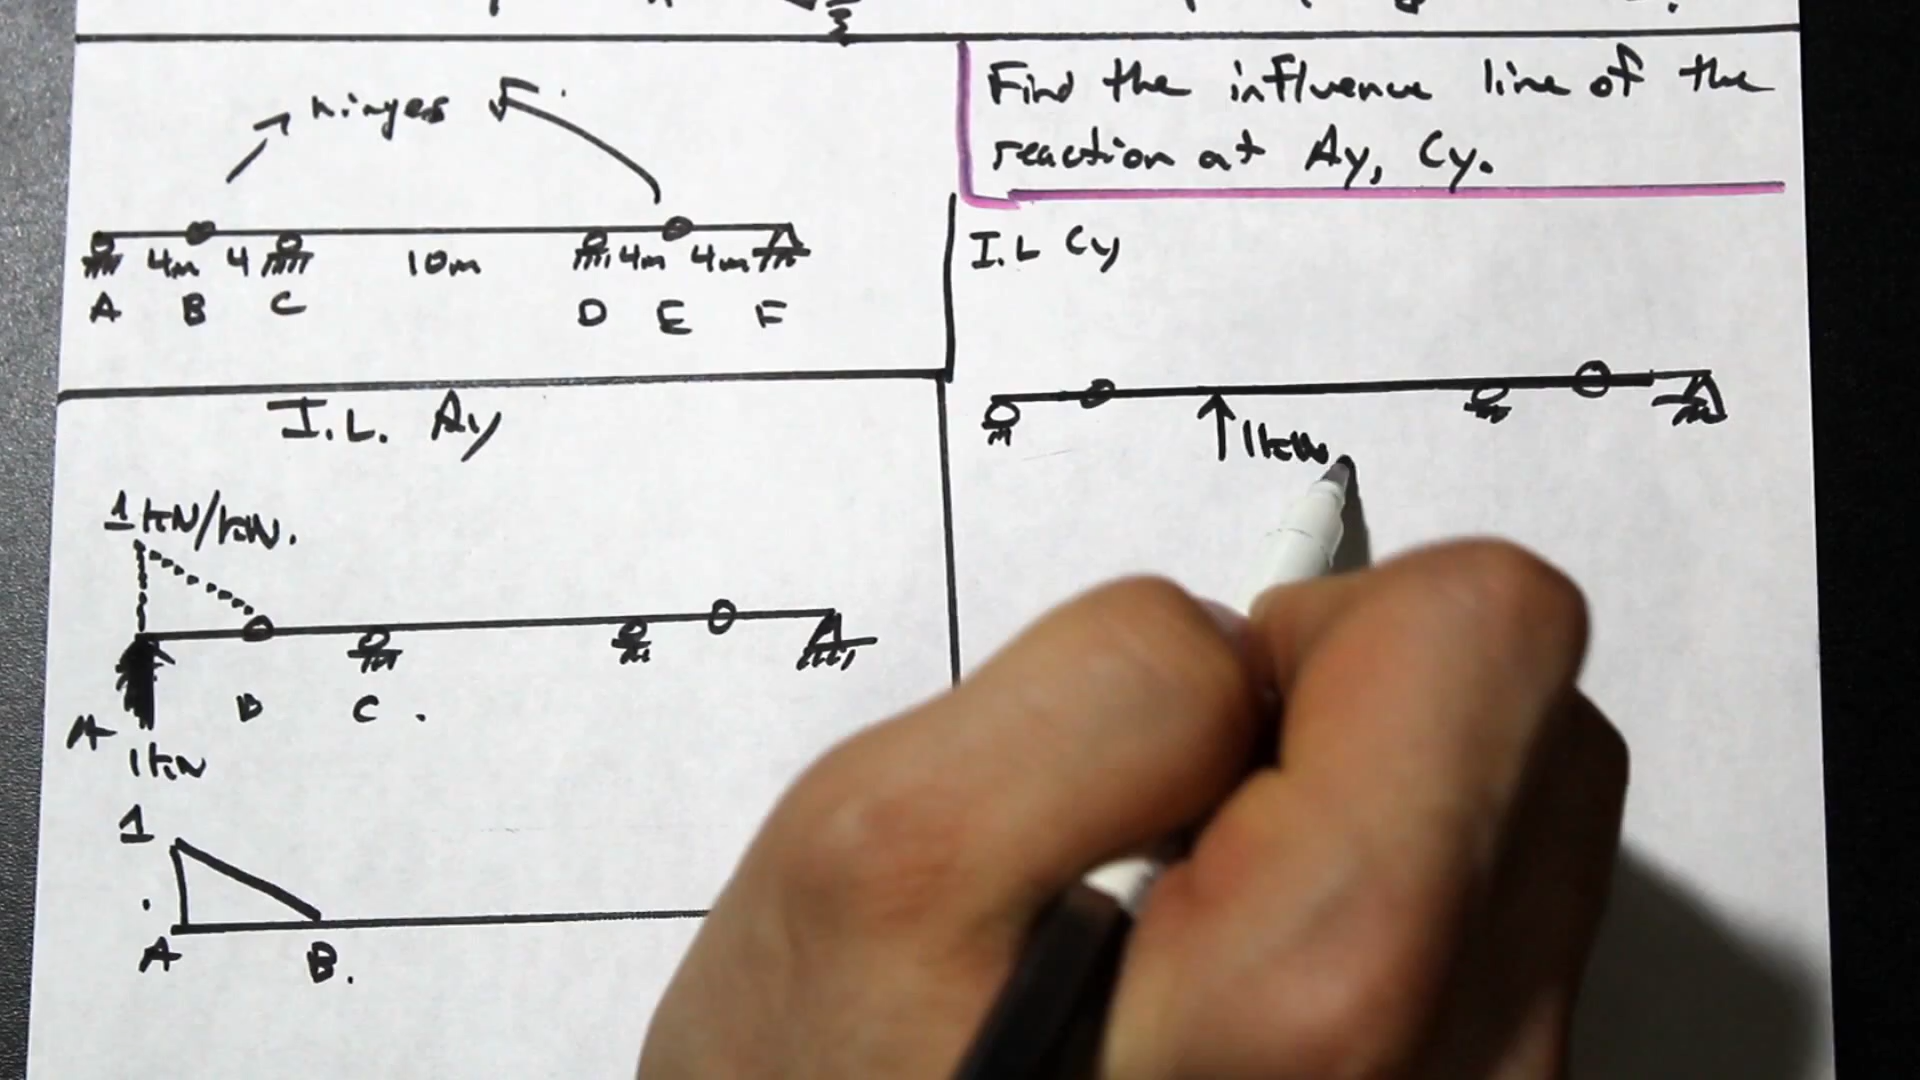 hinges
4m 4 10m 4m 4m
A B C D E F
Find the influence line of the
reaction at Ay, Cy.
I.L. Ay
1 kN/kN.
A B C .
1kN
1
A B.
I.L Cy
1kN